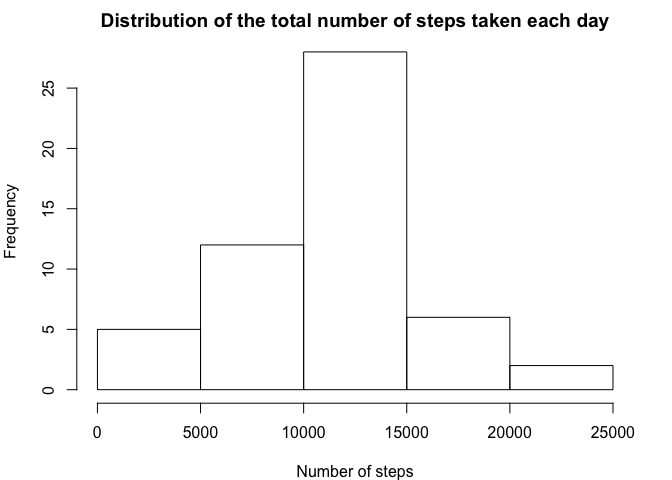 Distribution of the total number of steps taken each day
25
20
15
10
5
0
Frequency
0 5000 10000 15000 20000 25000
Number of steps